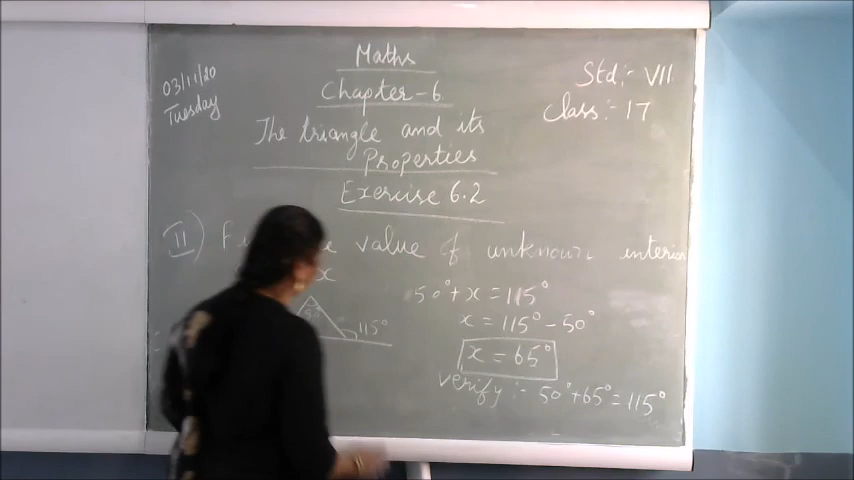 Maths
03/11/20
Tuesday
Chapter-6
Std:- VII
Class:- 17
The triangle and its
Properties
Exercise 6.2
II) value of unknown interior
x
50°+x = 115°
x = 115° - 50°
115°
x = 65°
verify :- 50°+65°=115°